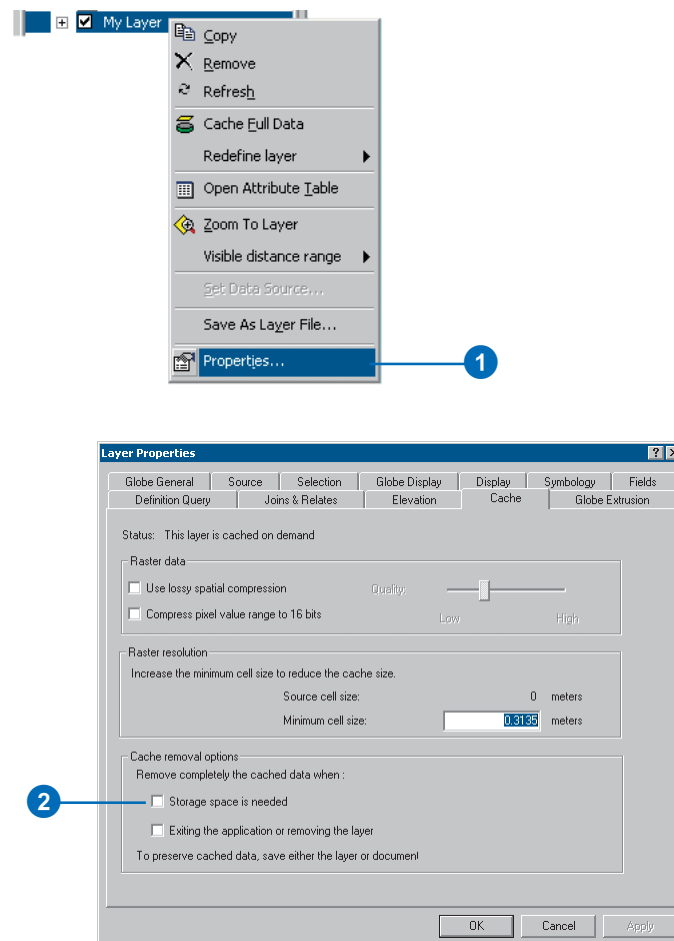 My Layer
Copy
Remove
Refresh
Cache Full Data
Redefine layer
Open Attribute Table
Zoom To Layer
Visible distance range
Set Data Source...
Save As Layer File...
Properties...
1
Layer Properties
Globe General Source Selection Globe Display Display Symbology Fields
Definition Query Joins & Relates Elevation Cache Globe Extrusion
Status: This layer is cached on demand
Raster data
Use lossy spatial compression Quality:
Compress pixel value range to 16 bits Low High
Raster resolution
Increase the minimum cell size to reduce the cache size.
Source cell size: 0 meters
Minimum cell size: 0.3135 meters
Cache removal options
Remove completely the cached data when :
2
Storage space is needed
Exiting the application or removing the layer
To preserve cached data, save either the layer or document
OK Cancel Apply